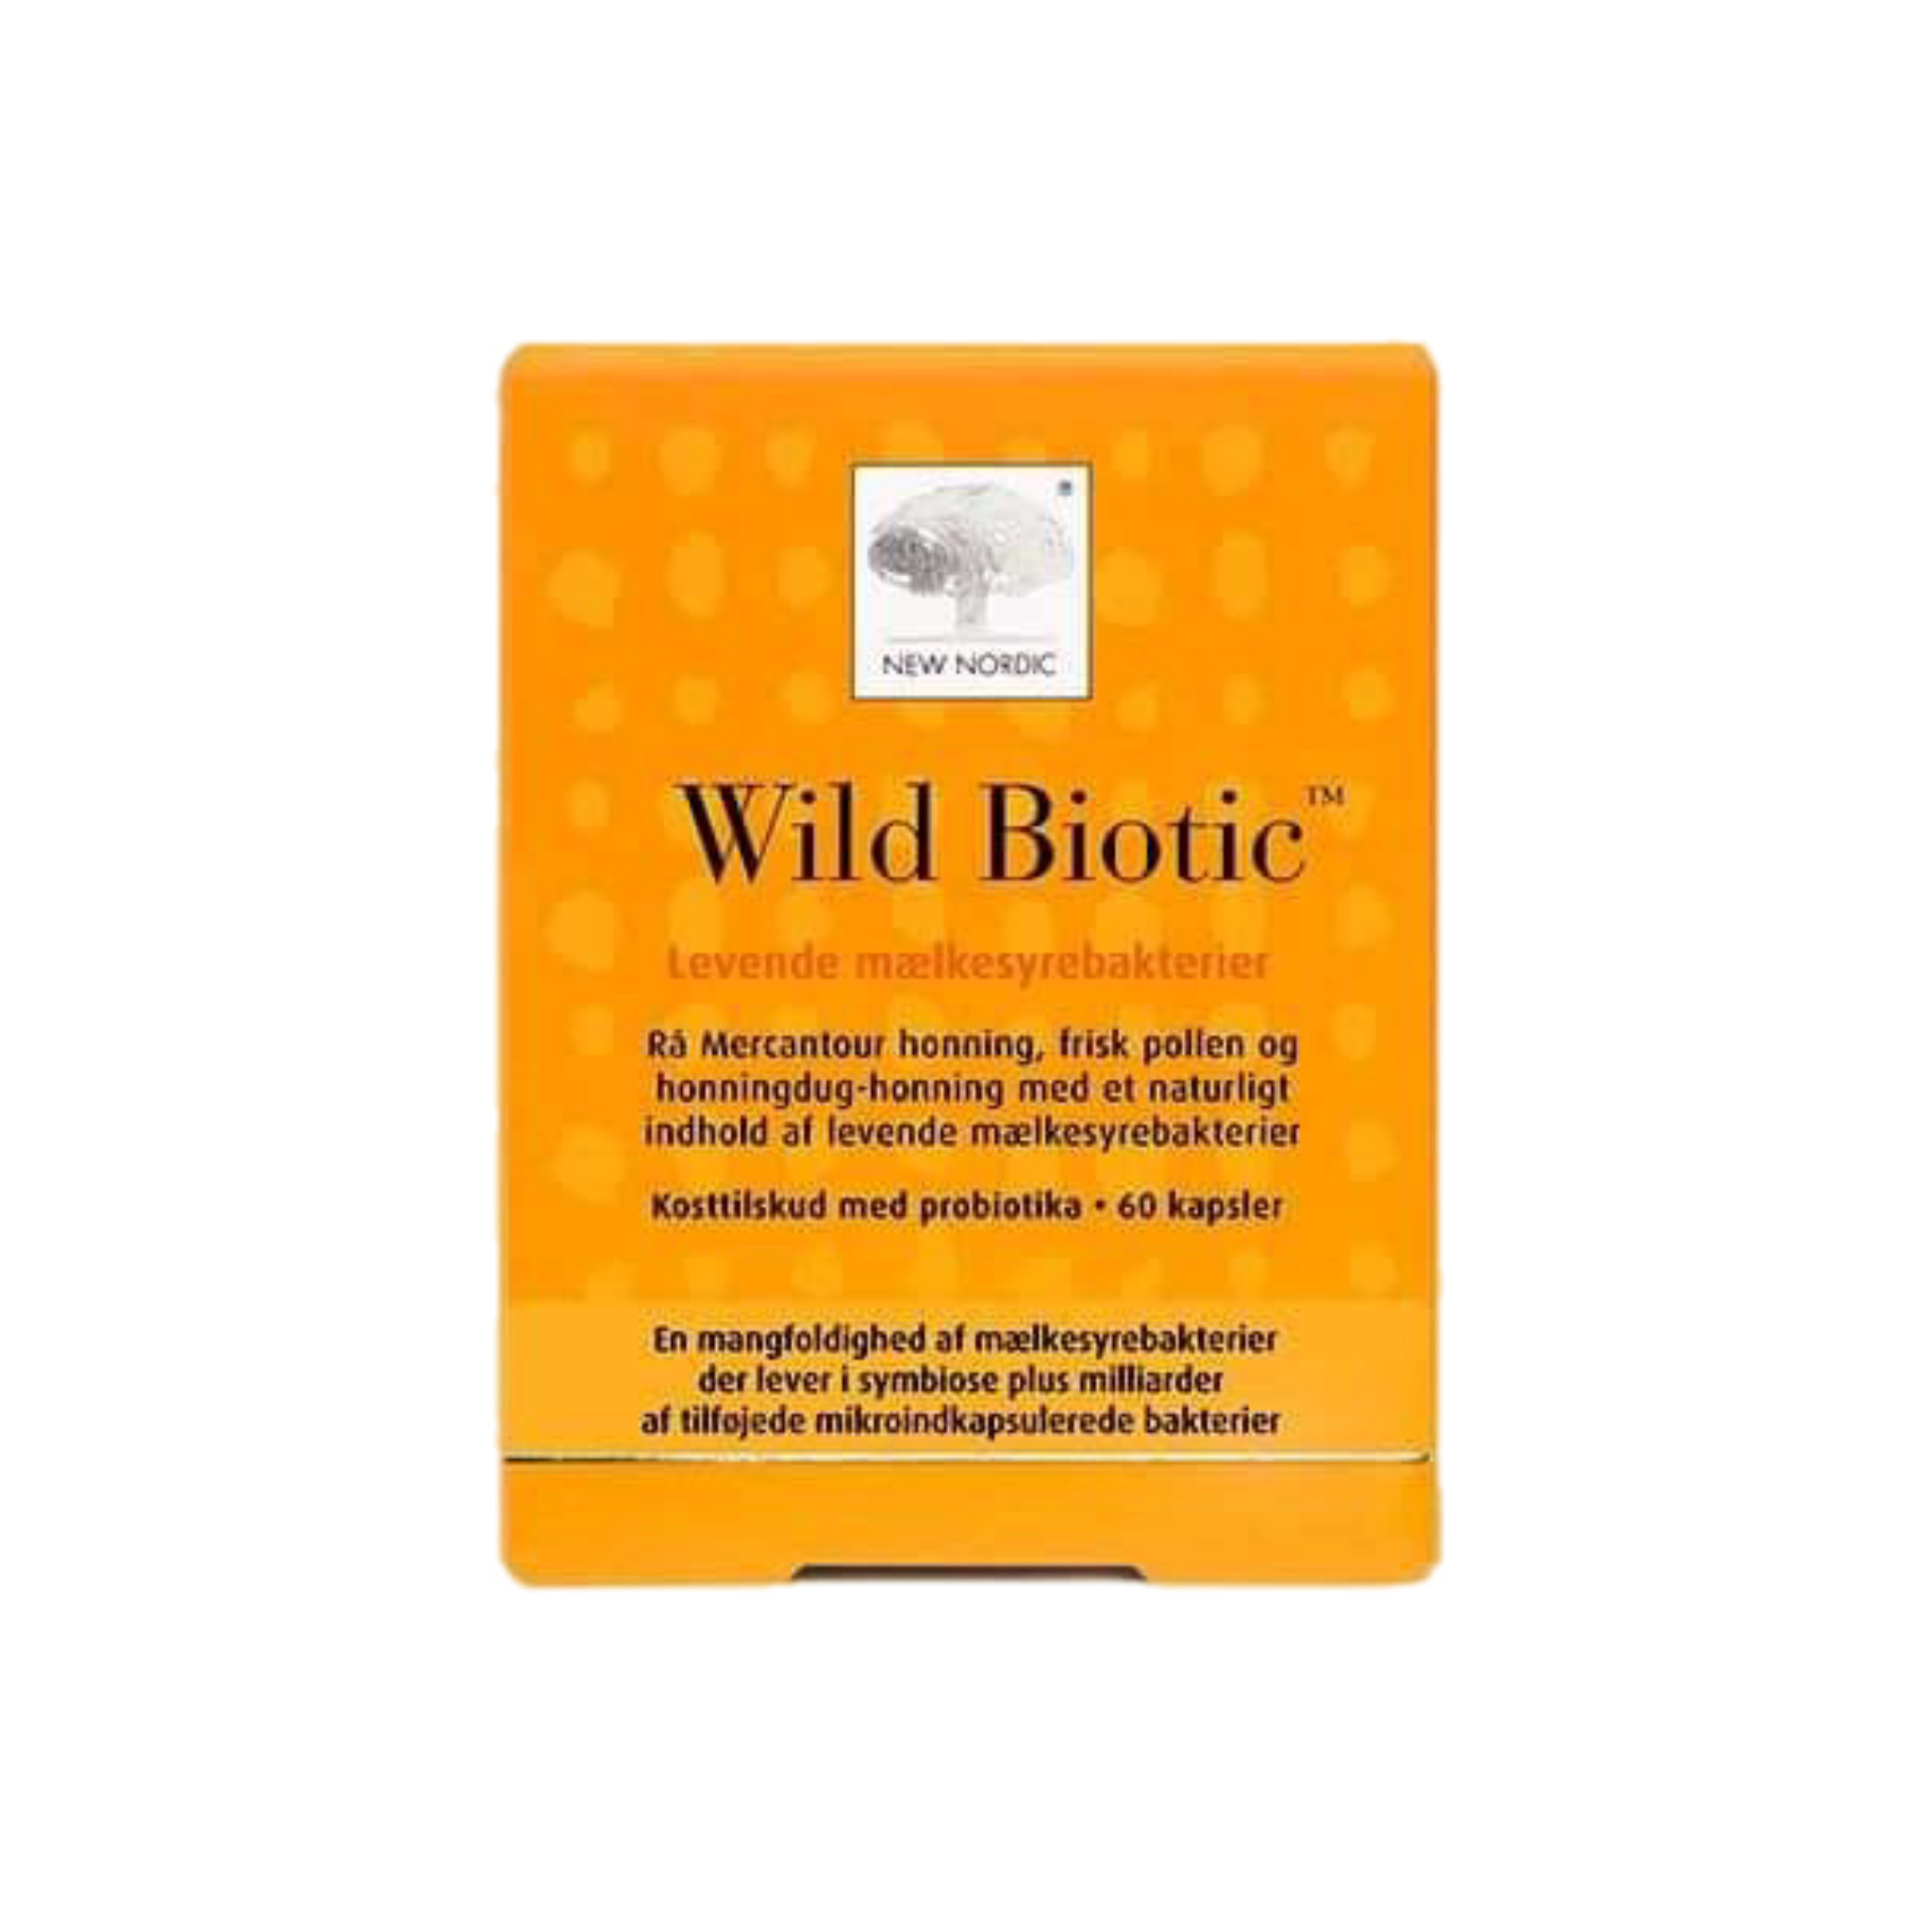 NEW NORDIC
Wild Biotic™
Levende mælkesyrebakterier
Rå Mercantour honning, frisk pollen og
honningdug-honning med et naturligt
indhold af levende mælkesyrebakterier
Kosttilskud med probiotika • 60 kapsler
En mangfoldighed af mælkesyrebakterier
der lever i symbiose plus milliarder
af tilføjede mikroindkapsulerede bakterier